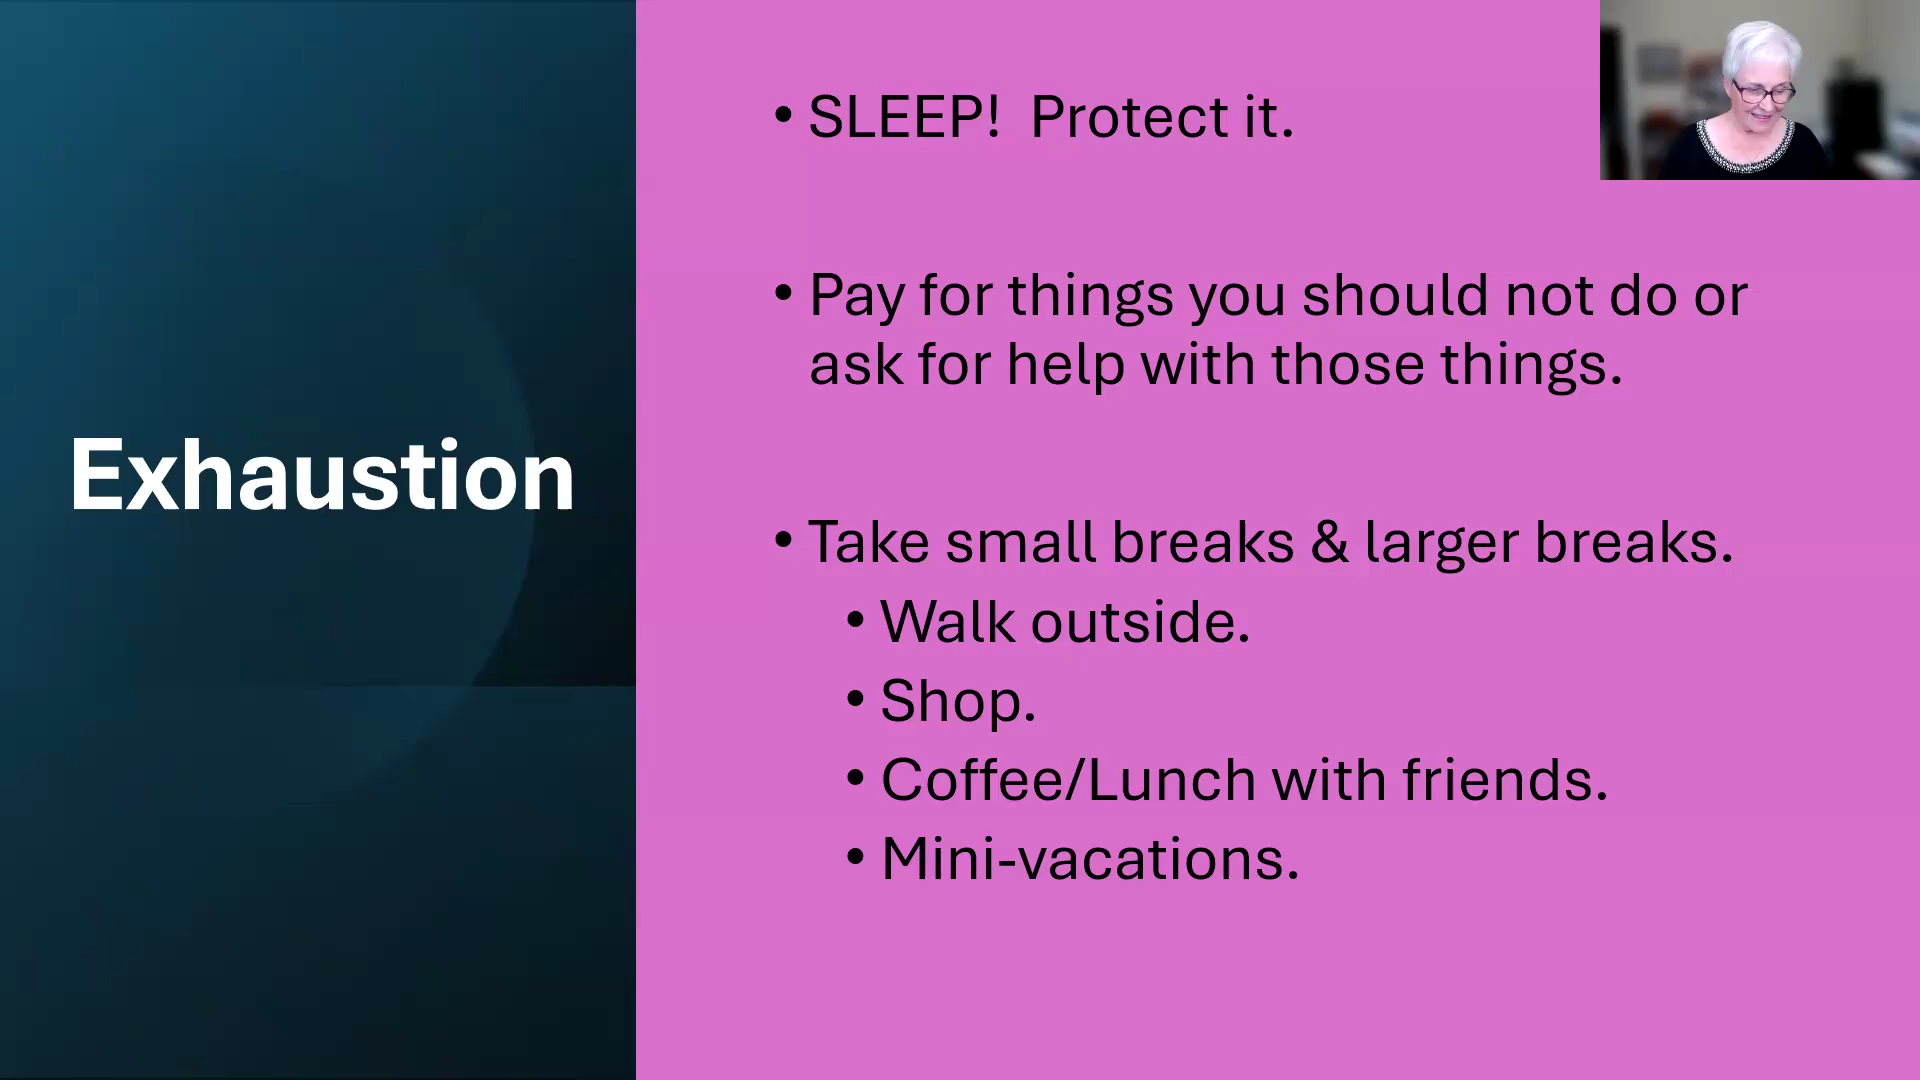 Exhaustion
• SLEEP!  Protect it.
• Pay for things you should not do or
ask for help with those things.
• Take small breaks & larger breaks.
• Walk outside.
• Shop.
• Coffee/Lunch with friends.
• Mini-vacations.